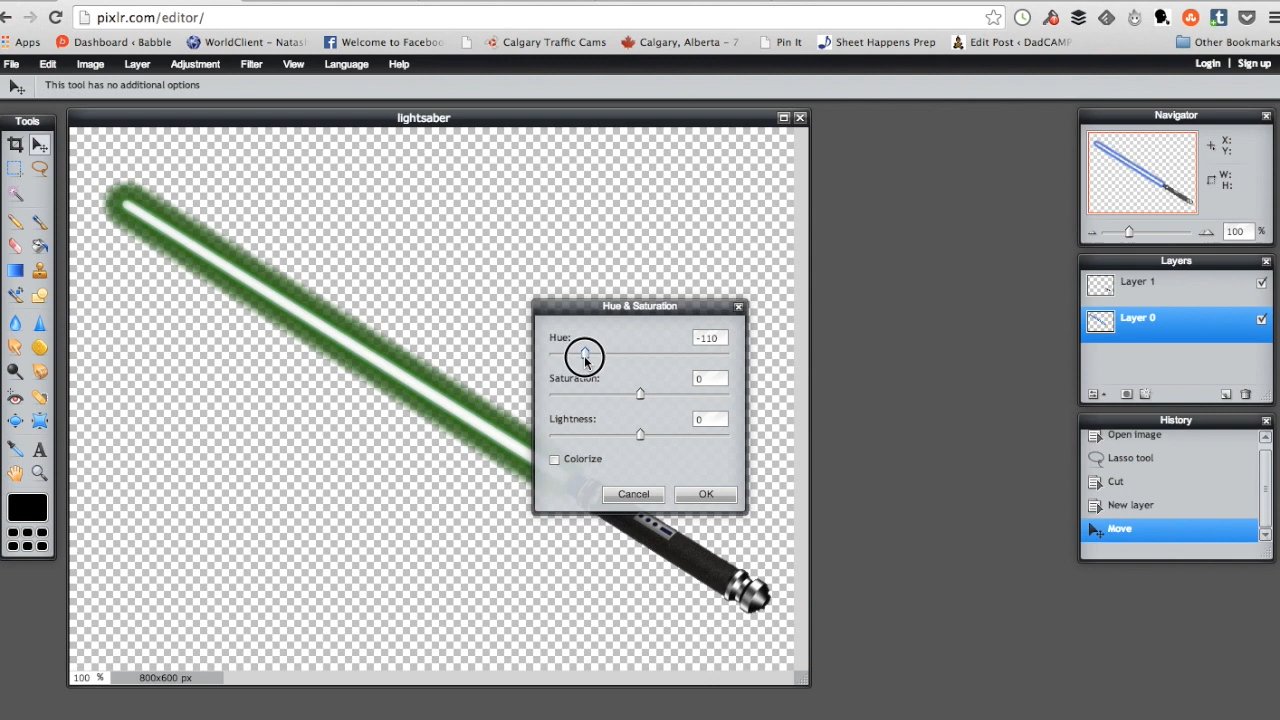 pixlr.com/editor/
Apps Dashboard ‹ Babble WorldClient - Natash Welcome to Faceboo Calgary Traffic Cams Calgary, Alberta - 7 Pin It Sheet Happens Prep Edit Post ‹ DadCAMP Other Bookmarks
File Edit Image Layer Adjustment Filter View Language Help Login Sign up
This tool has no additional options
Tools
lightsaber
Navigator
X:
Y:
W:
H:
100 %
Layers
Layer 1
Layer 0
History
Open image
Lasso tool
Cut
New layer
Move
Hue & Saturation
Hue: -110
Saturation: 0
Lightness: 0
Colorize
Cancel OK
100 % 800x600 px